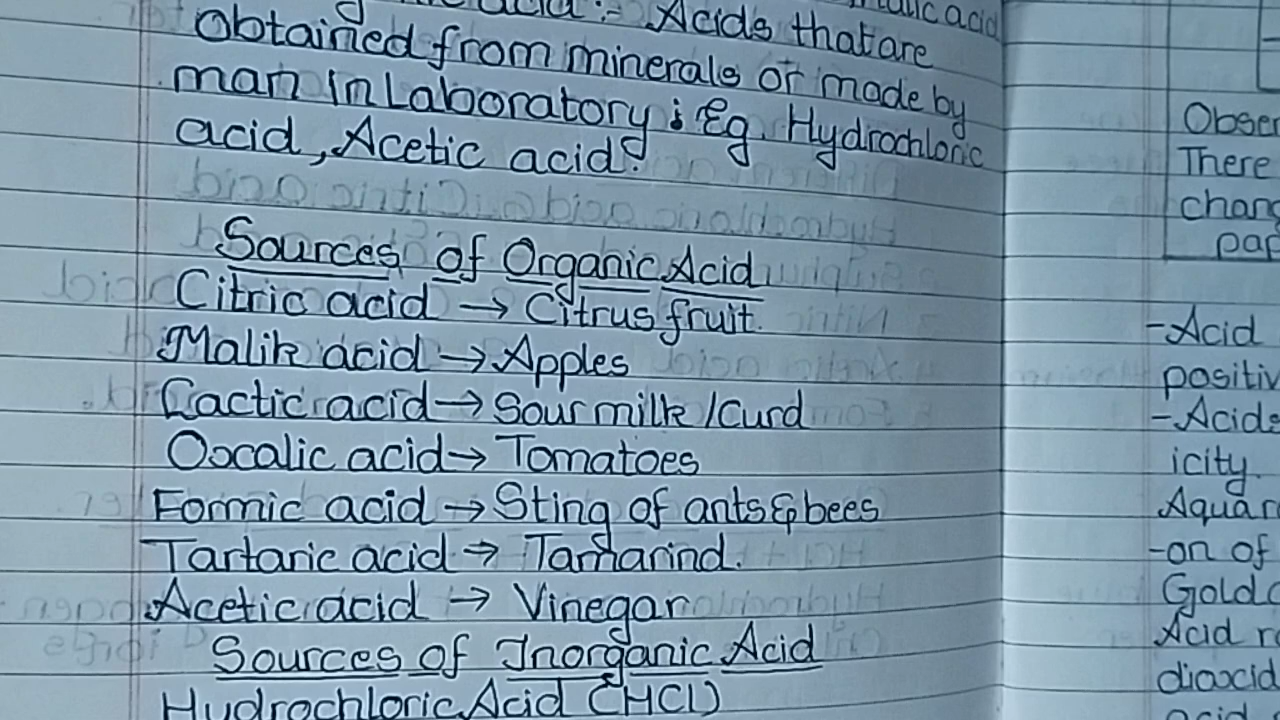 acid :- Acids that are
Obtained from minerals or made by
man in Laboratory ; Eg. Hydrochloric
acid, Acetic acid.
Sources of Organic Acid
Citric acid → Citrus fruit.
Malik acid → Apples
Lactic acid → Sour milk /Curd
Oxcalic acid → Tomatoes
Formic acid → Sting of ants & bees
Tartaric acid → Tamarind.
Acetic acid → Vinegar
Sources of Inorganic Acid
Hydrochloric Acid (HCl)
Obser
There
chang
pap
-Acid
positiv
-Acids
icity
Aquar
-on of
Gold
Acid r
dioxid
acid